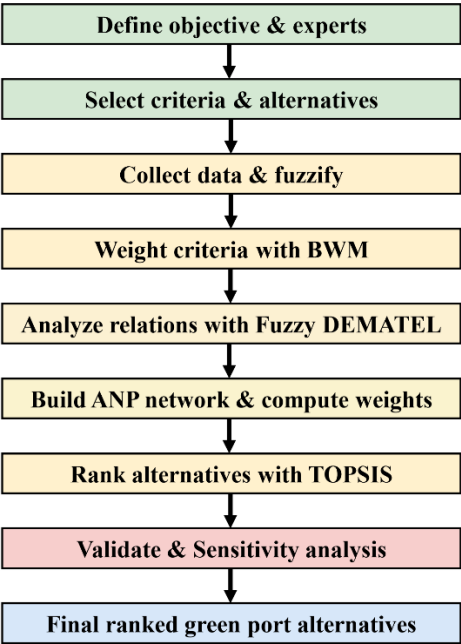 Define objective & experts
Select criteria & alternatives
Collect data & fuzzify
Weight criteria with BWM
Analyze relations with Fuzzy DEMATEL
Build ANP network & compute weights
Rank alternatives with TOPSIS
Validate & Sensitivity analysis
Final ranked green port alternatives